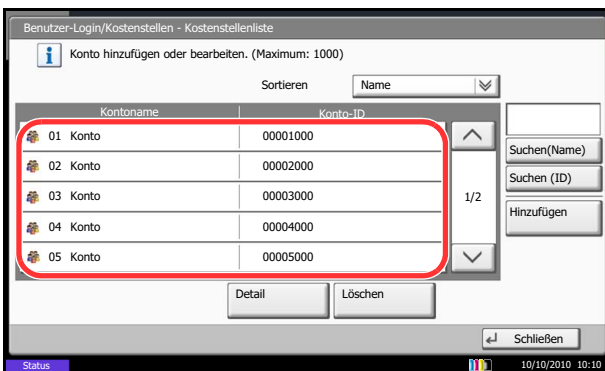 Benutzer-Login/Kostenstellen - Kostenstellenliste
Konto hinzufügen oder bearbeiten. (Maximum: 1000)
Sortieren Name
Kontoname Konto-ID
01 Konto 00001000
02 Konto 00002000
03 Konto 00003000
04 Konto 00004000
05 Konto 00005000
1/2
Suchen(Name)
Suchen (ID)
Hinzufügen
Detail Löschen
Schließen
Status 10/10/2010 10:10